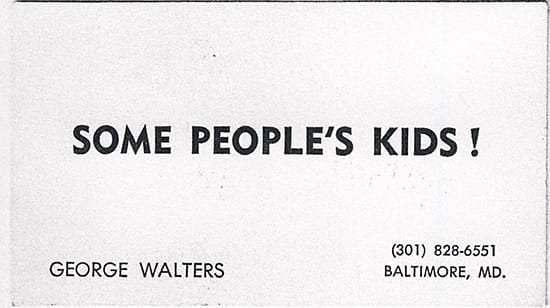 SOME PEOPLE'S KIDS !
GEORGE WALTERS
(301) 828-6551
BALTIMORE, MD.